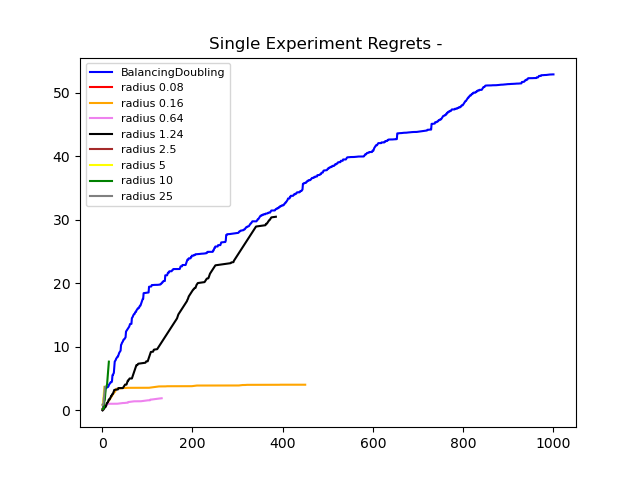 Single Experiment Regrets -
BalancingDoubling
radius 0.08
radius 0.16
radius 0.64
radius 1.24
radius 2.5
radius 5
radius 10
radius 25
50
40
30
20
10
0
0 200 400 600 800 1000